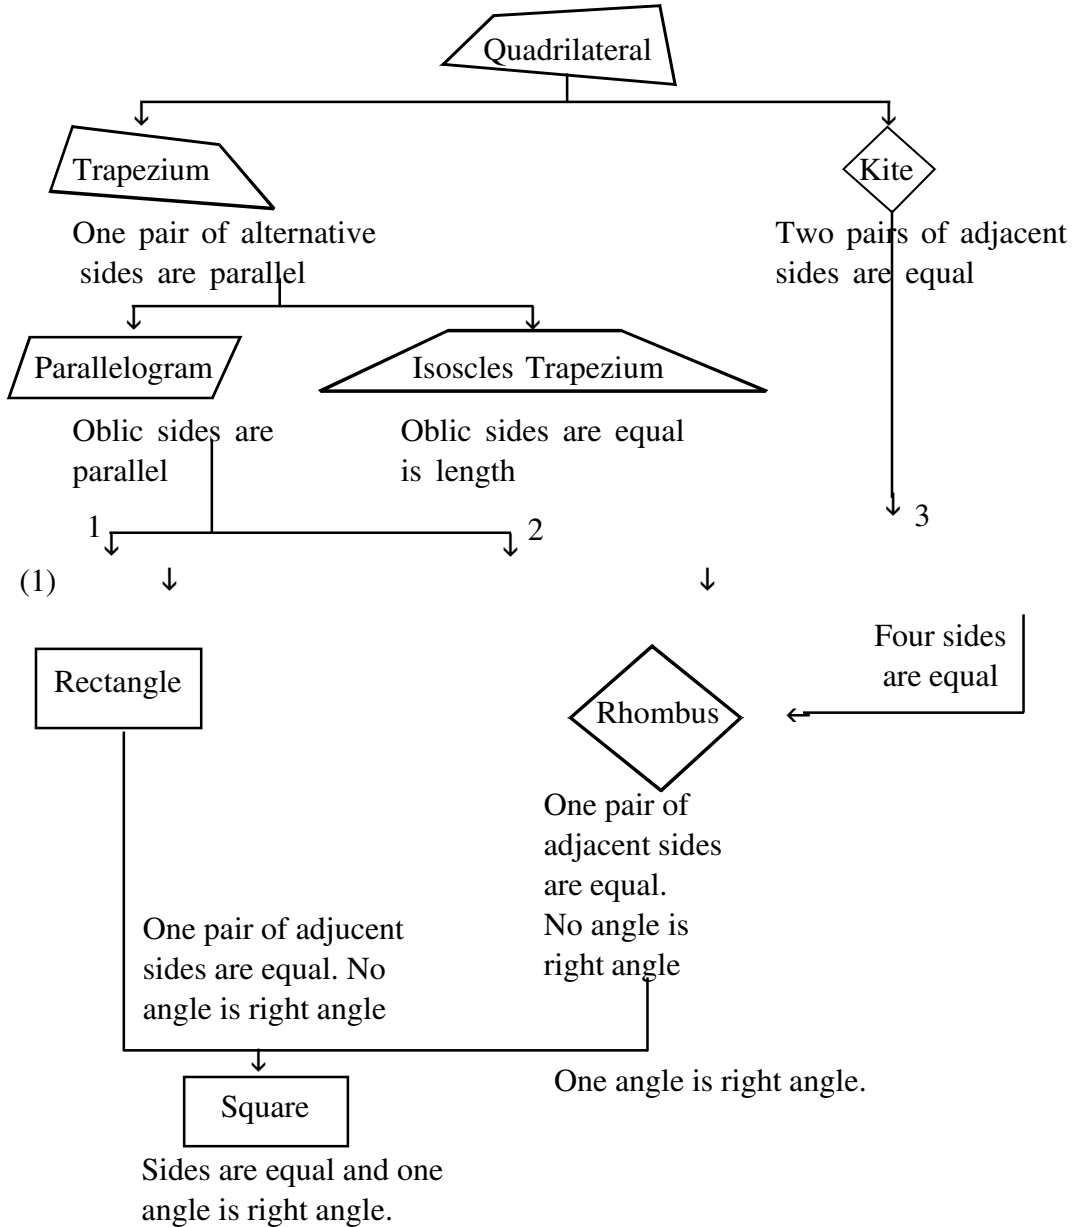 Quadrilateral
Trapezium
Kite
One pair of alternative
sides are parallel
Two pairs of adjacent
sides are equal
Parallelogram
Isoscles Trapezium
Oblic sides are
parallel
Oblic sides are equal
is length
1
2
3
(1)
Four sides
are equal
Rectangle
Rhombus
One pair of
adjacent sides
are equal.
No angle is
right angle
One pair of adjucent
sides are equal. No
angle is right angle
One angle is right angle.
Square
Sides are equal and one
angle is right angle.